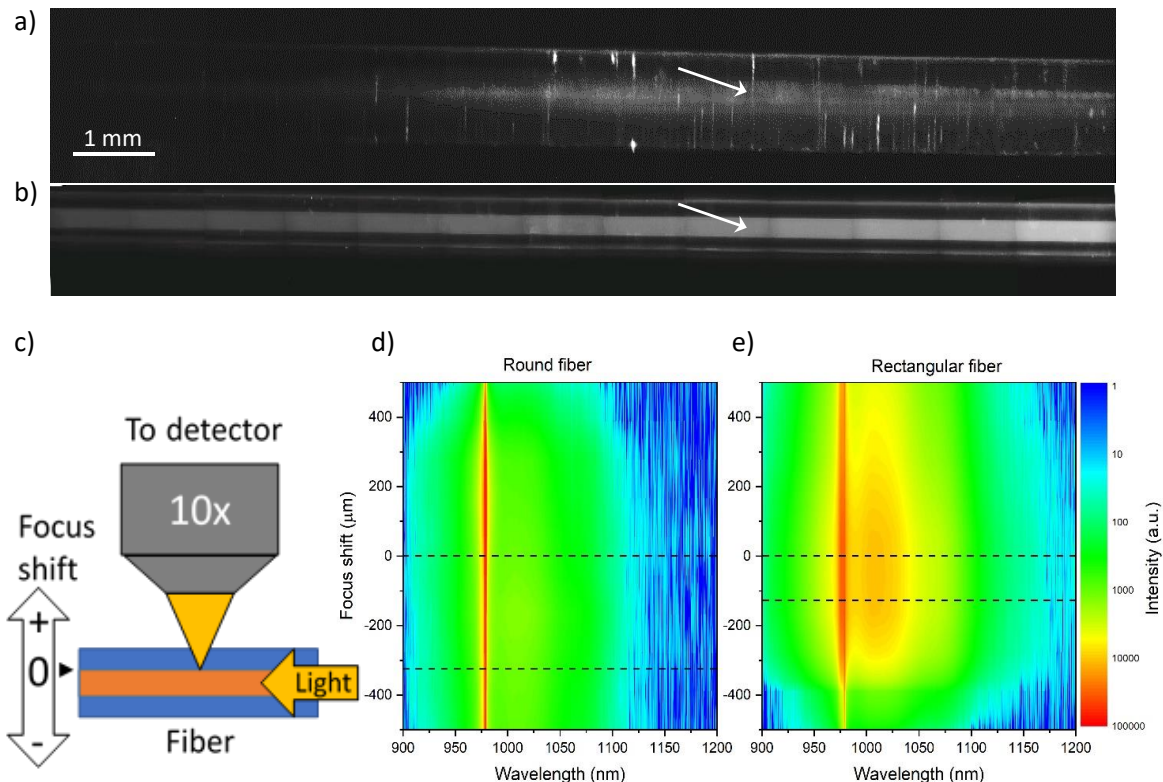 a)
1 mm
b)
c)
To detector
10x
Focus
shift
+
0
-
Light
Fiber
d)
Round fiber
Focus shift (μm)
400
200
0
-200
-400
900 950 1000 1050 1100 1150 1200
Wavelength (nm)
e)
Rectangular fiber
400
200
0
-200
-400
900 950 1000 1050 1100 1150 1200
Wavelength (nm)
1
10
100
1000
10000
100000
Intensity (a.u.)